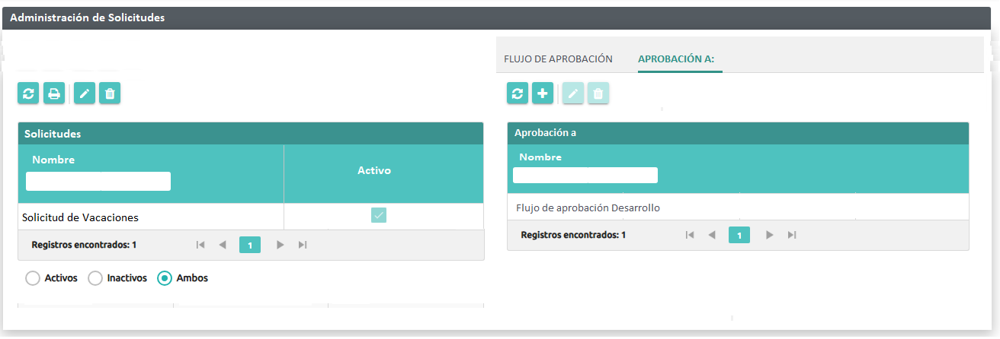 Administración de Solicitudes
FLUJO DE APROBACIÓN
APROBACIÓN A:
Solicitudes
Nombre
Activo
Solicitud de Vacaciones
Registros encontrados: 1
1
Activos
Inactivos
Ambos
Aprobación a
Nombre
Flujo de aprobación Desarrollo
Registros encontrados: 1
1